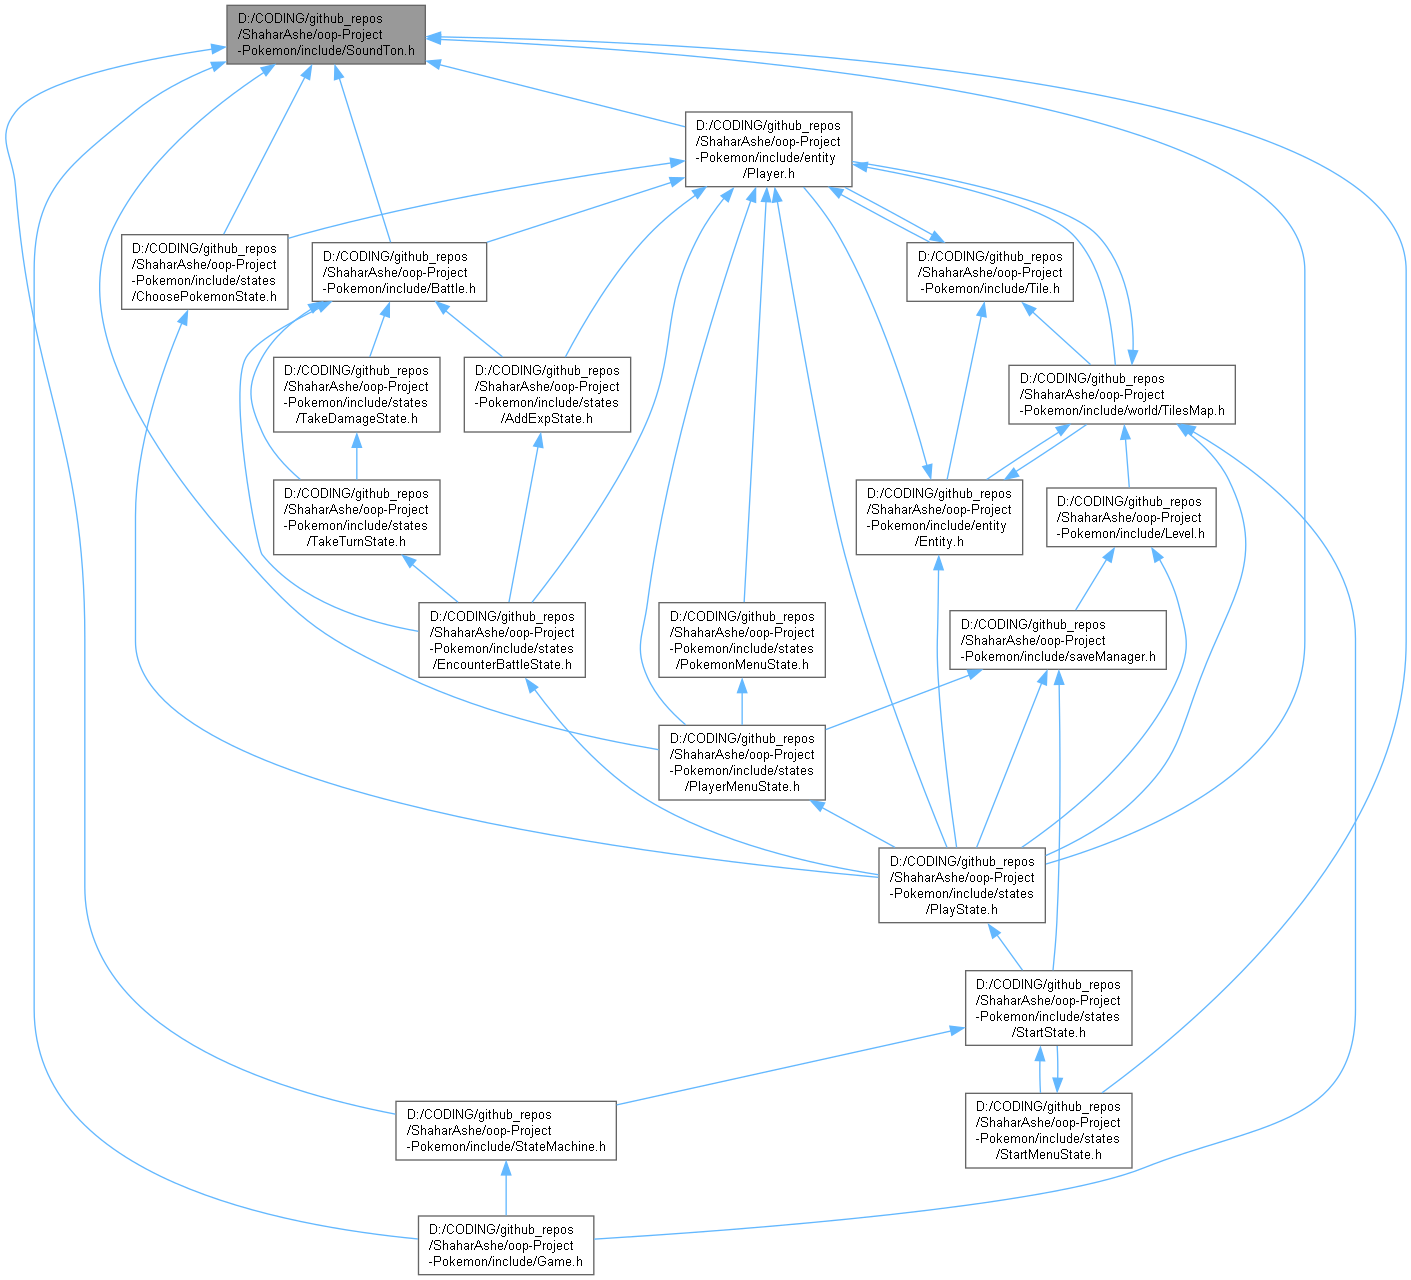 D:/CODING/github_repos
/ShaharAshe/oop-Project
-Pokemon/include/SoundTon.h
D:/CODING/github_repos
/ShaharAshe/oop-Project
-Pokemon/include/entity
/Player.h
D:/CODING/github_repos
/ShaharAshe/oop-Project
-Pokemon/include/states
/ChoosePokemonState.h
D:/CODING/github_repos
/ShaharAshe/oop-Project
-Pokemon/include/Battle.h
D:/CODING/github_repos
/ShaharAshe/oop-Project
-Pokemon/include/Tile.h
D:/CODING/github_repos
/ShaharAshe/oop-Project
-Pokemon/include/states
/TakeDamageState.h
D:/CODING/github_repos
/ShaharAshe/oop-Project
-Pokemon/include/states
/AddExpState.h
D:/CODING/github_repos
/ShaharAshe/oop-Project
-Pokemon/include/world/TilesMap.h
D:/CODING/github_repos
/ShaharAshe/oop-Project
-Pokemon/include/states
/TakeTurnState.h
D:/CODING/github_repos
/ShaharAshe/oop-Project
-Pokemon/include/entity
/Entity.h
D:/CODING/github_repos
/ShaharAshe/oop-Project
-Pokemon/include/Level.h
D:/CODING/github_repos
/ShaharAshe/oop-Project
-Pokemon/include/states
/EncounterBattleState.h
D:/CODING/github_repos
/ShaharAshe/oop-Project
-Pokemon/include/states
/PokemonMenuState.h
D:/CODING/github_repos
/ShaharAshe/oop-Project
-Pokemon/include/saveManager.h
D:/CODING/github_repos
/ShaharAshe/oop-Project
-Pokemon/include/states
/PlayerMenuState.h
D:/CODING/github_repos
/ShaharAshe/oop-Project
-Pokemon/include/states
/PlayState.h
D:/CODING/github_repos
/ShaharAshe/oop-Project
-Pokemon/include/states
/StartState.h
D:/CODING/github_repos
/ShaharAshe/oop-Project
-Pokemon/include/StateMachine.h
D:/CODING/github_repos
/ShaharAshe/oop-Project
-Pokemon/include/states
/StartMenuState.h
D:/CODING/github_repos
/ShaharAshe/oop-Project
-Pokemon/include/Game.h